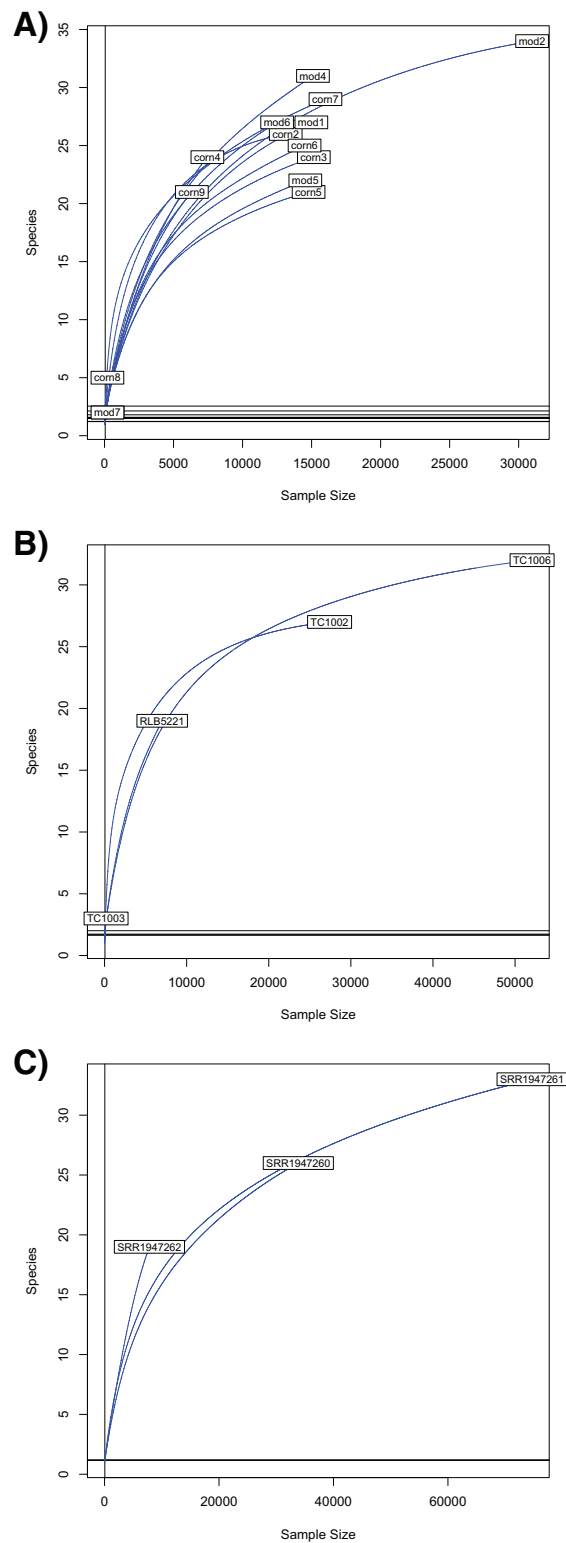 A)
35
30
25
20
15
10
5
0
Species
mod2
mod4
corn7
mod6
mod1
corn2
corn6
corn4
corn3
mod5
corn9
corn5
corn8
mod7
0 5000 10000 15000 20000 25000 30000
Sample Size
B)
30
25
20
15
10
5
0
Species
TC1006
TC1002
RLB5221
TC1003
0 10000 20000 30000 40000 50000
Sample Size
C)
30
25
20
15
10
5
0
Species
SRR1947261
SRR1947260
SRR1947262
0 20000 40000 60000
Sample Size